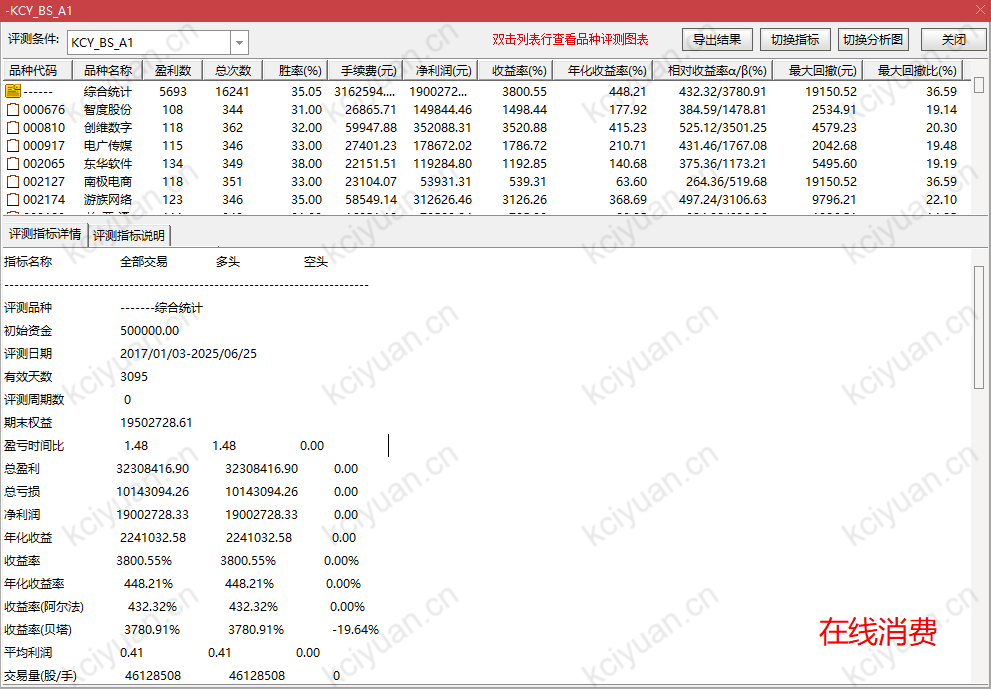 -KCY_BS_A1
评测条件: KCY_BS_A1 双击列表行查看品种评测图表 导出结果 切换指标 切换分析图 关闭
品种代码 品种名称 盈利数 总次数 胜率(%) 手续费(元) 净利润(元) 收益率(%) 年化收益率(%) 相对收益率α/β(%) 最大回撤(元) 最大回撤比(%)
------ 综合统计 5693 16241 35.05 3162594.... 1900272... 3800.55 448.21 432.32/3780.91 19150.52 36.59
000676 智度股份 108 344 31.00 26865.71 149844.46 1498.44 177.92 384.59/1478.81 2534.91 19.14
000810 创维数字 118 362 32.00 59947.88 352088.31 3520.88 415.23 525.12/3501.25 4579.23 20.30
000917 电广传媒 115 346 33.00 27401.23 178672.02 1786.72 210.71 431.46/1767.08 2042.68 19.48
002065 东华软件 134 349 38.00 22151.51 119284.80 1192.85 140.68 375.36/1173.21 5495.60 19.19
002127 南极电商 118 351 33.00 23104.07 53931.31 539.31 63.60 264.36/519.68 19150.52 36.59
002174 游族网络 123 346 35.00 58549.14 312626.46 3126.26 368.69 497.24/3106.63 9796.21 22.10
评测指标详情 评测指标说明
指标名称 全部交易 多头 空头
------------------------------------------------------------------------
评测品种 -------综合统计
初始资金 500000.00
评测日期 2017/01/03-2025/06/25
有效天数 3095
评测周期数 0
期末权益 19502728.61
盈亏时间比 1.48 1.48 0.00
总盈利 32308416.90 32308416.90 0.00
总亏损 10143094.26 10143094.26 0.00
净利润 19002728.33 19002728.33 0.00
年化收益 2241032.58 2241032.58 0.00
收益率 3800.55% 3800.55% 0.00%
年化收益率 448.21% 448.21% 0.00%
收益率(阿尔法) 432.32% 432.32% 0.00%
收益率(贝塔) 3780.91% 3780.91% -19.64%
平均利润 0.41 0.41 0.00
交易量(股/手) 46128508 46128508 0
在线消费
kciyuan.cn